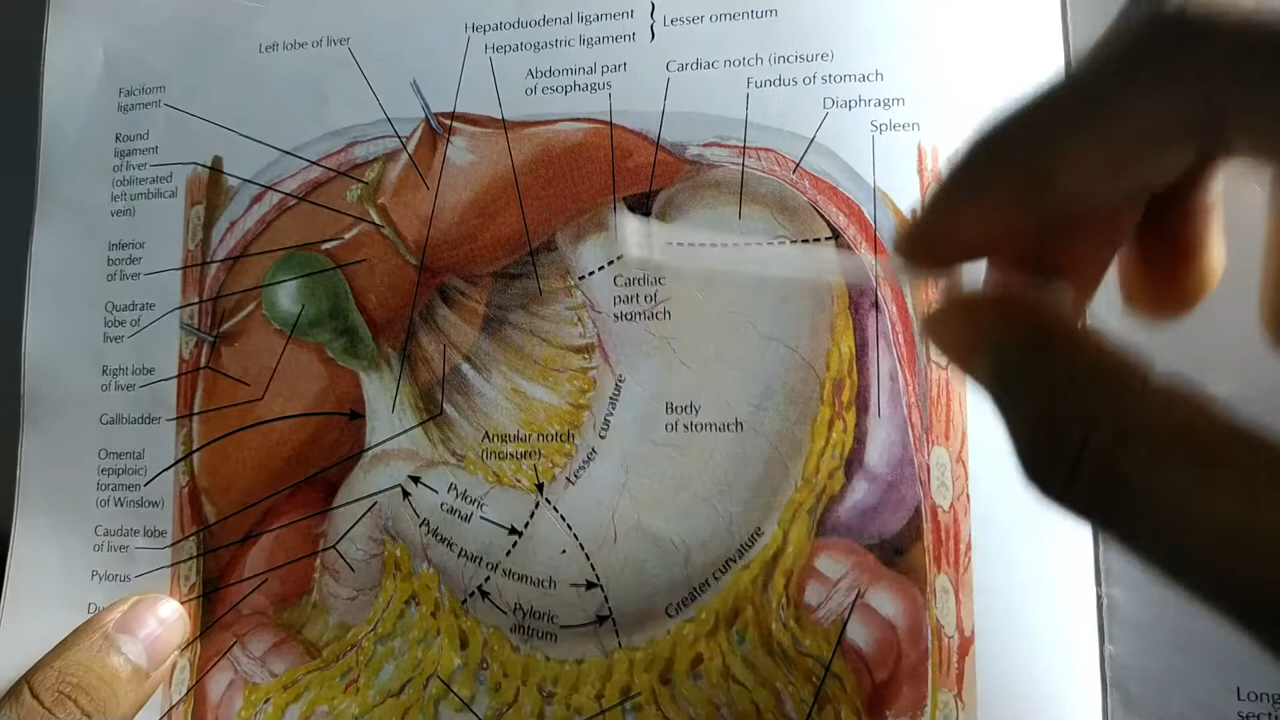 Hepatoduodenal ligament
Hepatogastric ligament
Lesser omentum
Left lobe of liver
Abdominal part
of esophagus
Cardiac notch (incisure)
Fundus of stomach
Diaphragm
Spleen
Falciform
ligament
Round
ligament
of liver
(obliterated
left umbilical
vein)
Inferior
border
of liver
Quadrate
lobe of
liver
Right lobe
of liver
Gallbladder
Omental
(epiploic)
foramen
(of Winslow)
Caudate lobe
of liver
Pylorus
Du
Cardiac
part of
stomach
Body
of stomach
Lesser curvature
Angular notch
(incisure)
Pyloric
canal
Pyloric part of stomach
Pyloric
antrum
Greater curvature
Long
sect